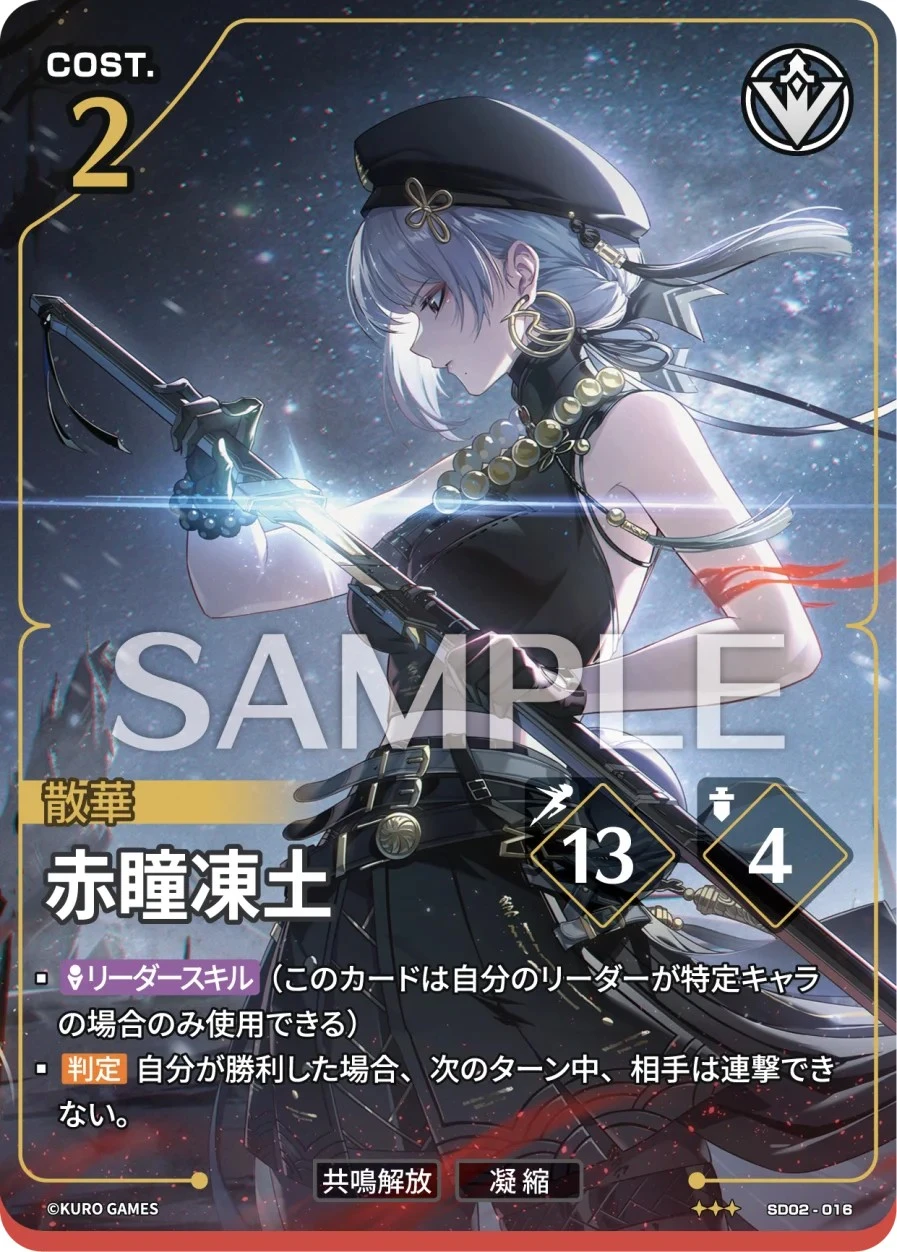 COST.
2
SAMPLE
散華
赤瞳凍土
13
4
▪ リーダースキル（このカードは自分のリーダーが特定キャラ
の場合のみ使用できる）
▪ 判定 自分が勝利した場合、次のターン中、相手は連撃でき
ない。
共鳴解放 凝縮
©KURO GAMES
SD02-016